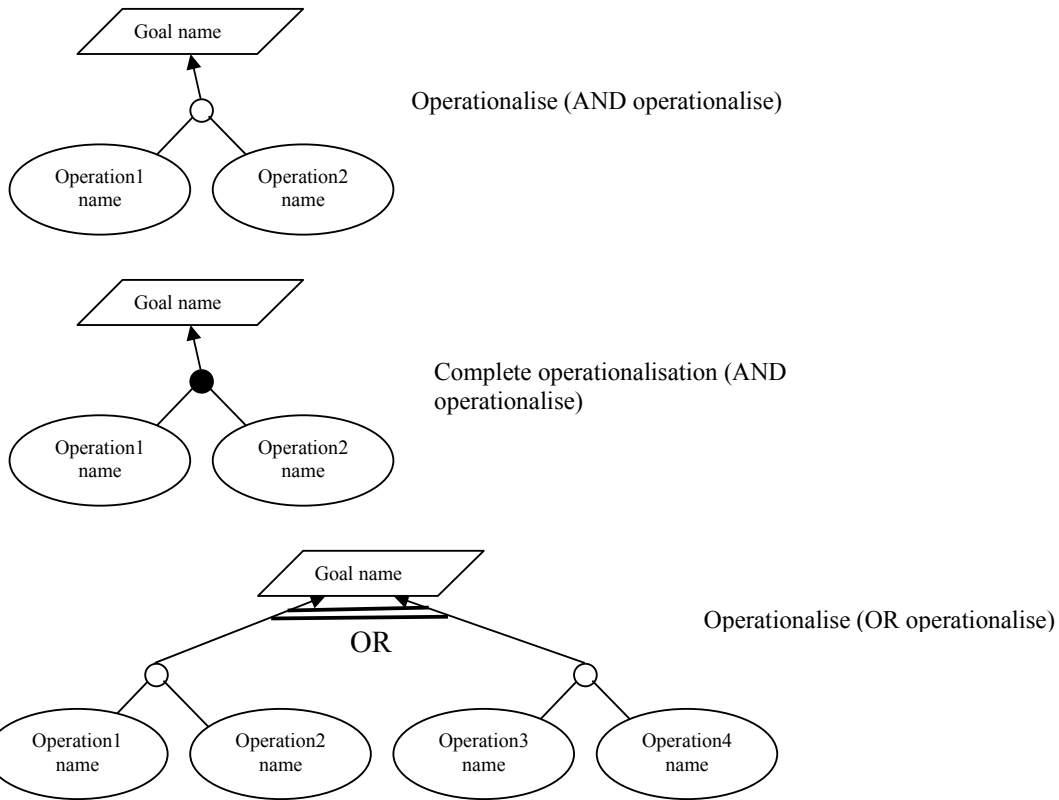 Goal name
Operationalise (AND operationalise)
Operation1
name
Operation2
name
Goal name
Complete operationalisation (AND
operationalise)
Operation1
name
Operation2
name
Goal name
Operationalise (OR operationalise)
OR
Operation1
name
Operation2
name
Operation3
name
Operation4
name